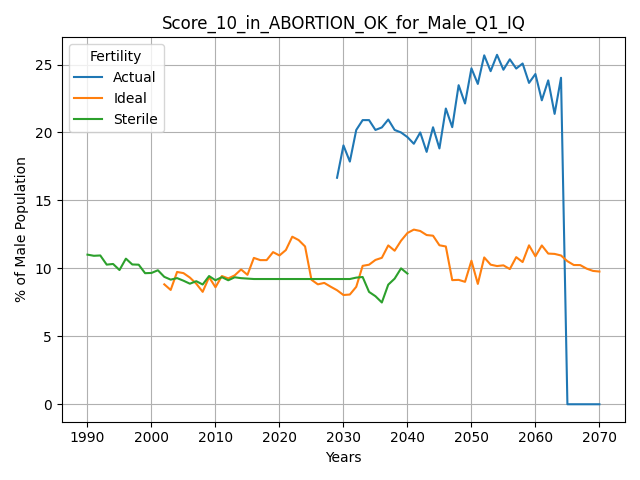 Score_10_in_ABORTION_OK_for_Male_Q1_IQ
Fertility
Actual
Ideal
Sterile
% of Male Population
25
20
15
10
5
0
1990 2000 2010 2020 2030 2040 2050 2060 2070
Years